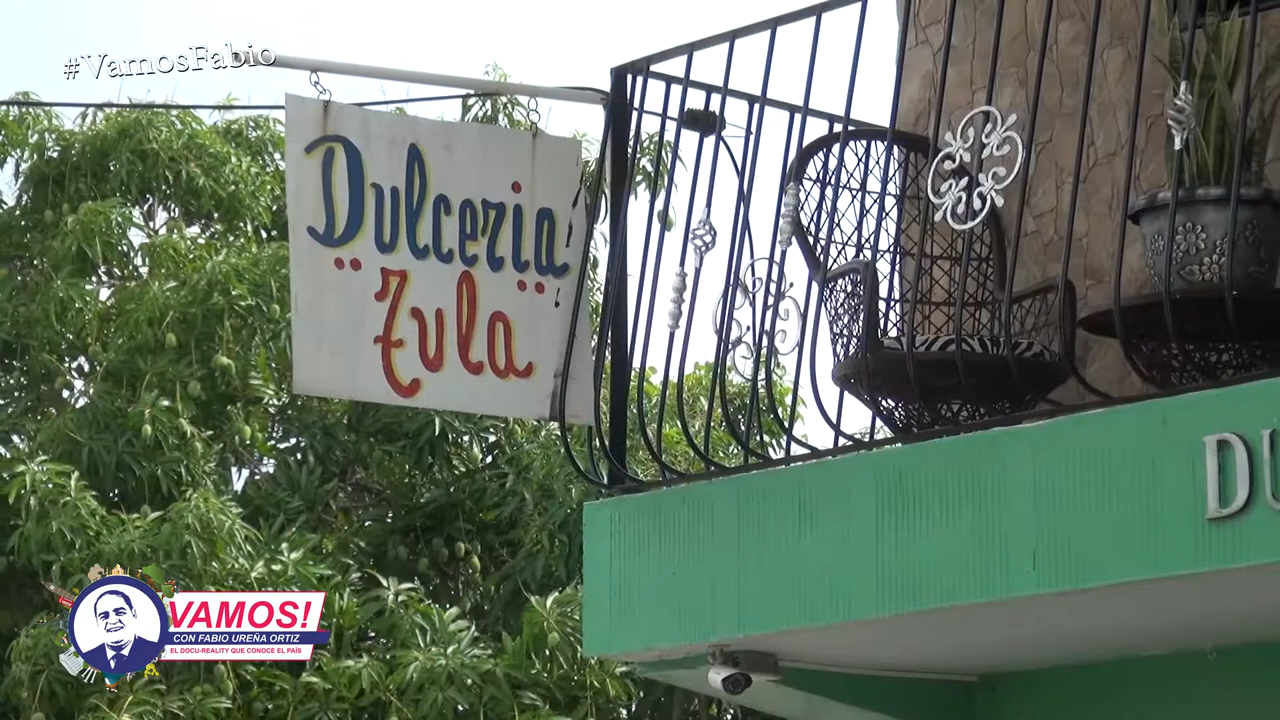 #VamosFabio
Dulceria
"Zula"
DU
VAMOS!
CON FABIO UREÑA ORTIZ
EL DOCU-REALITY QUE CONOCE EL PAÍS